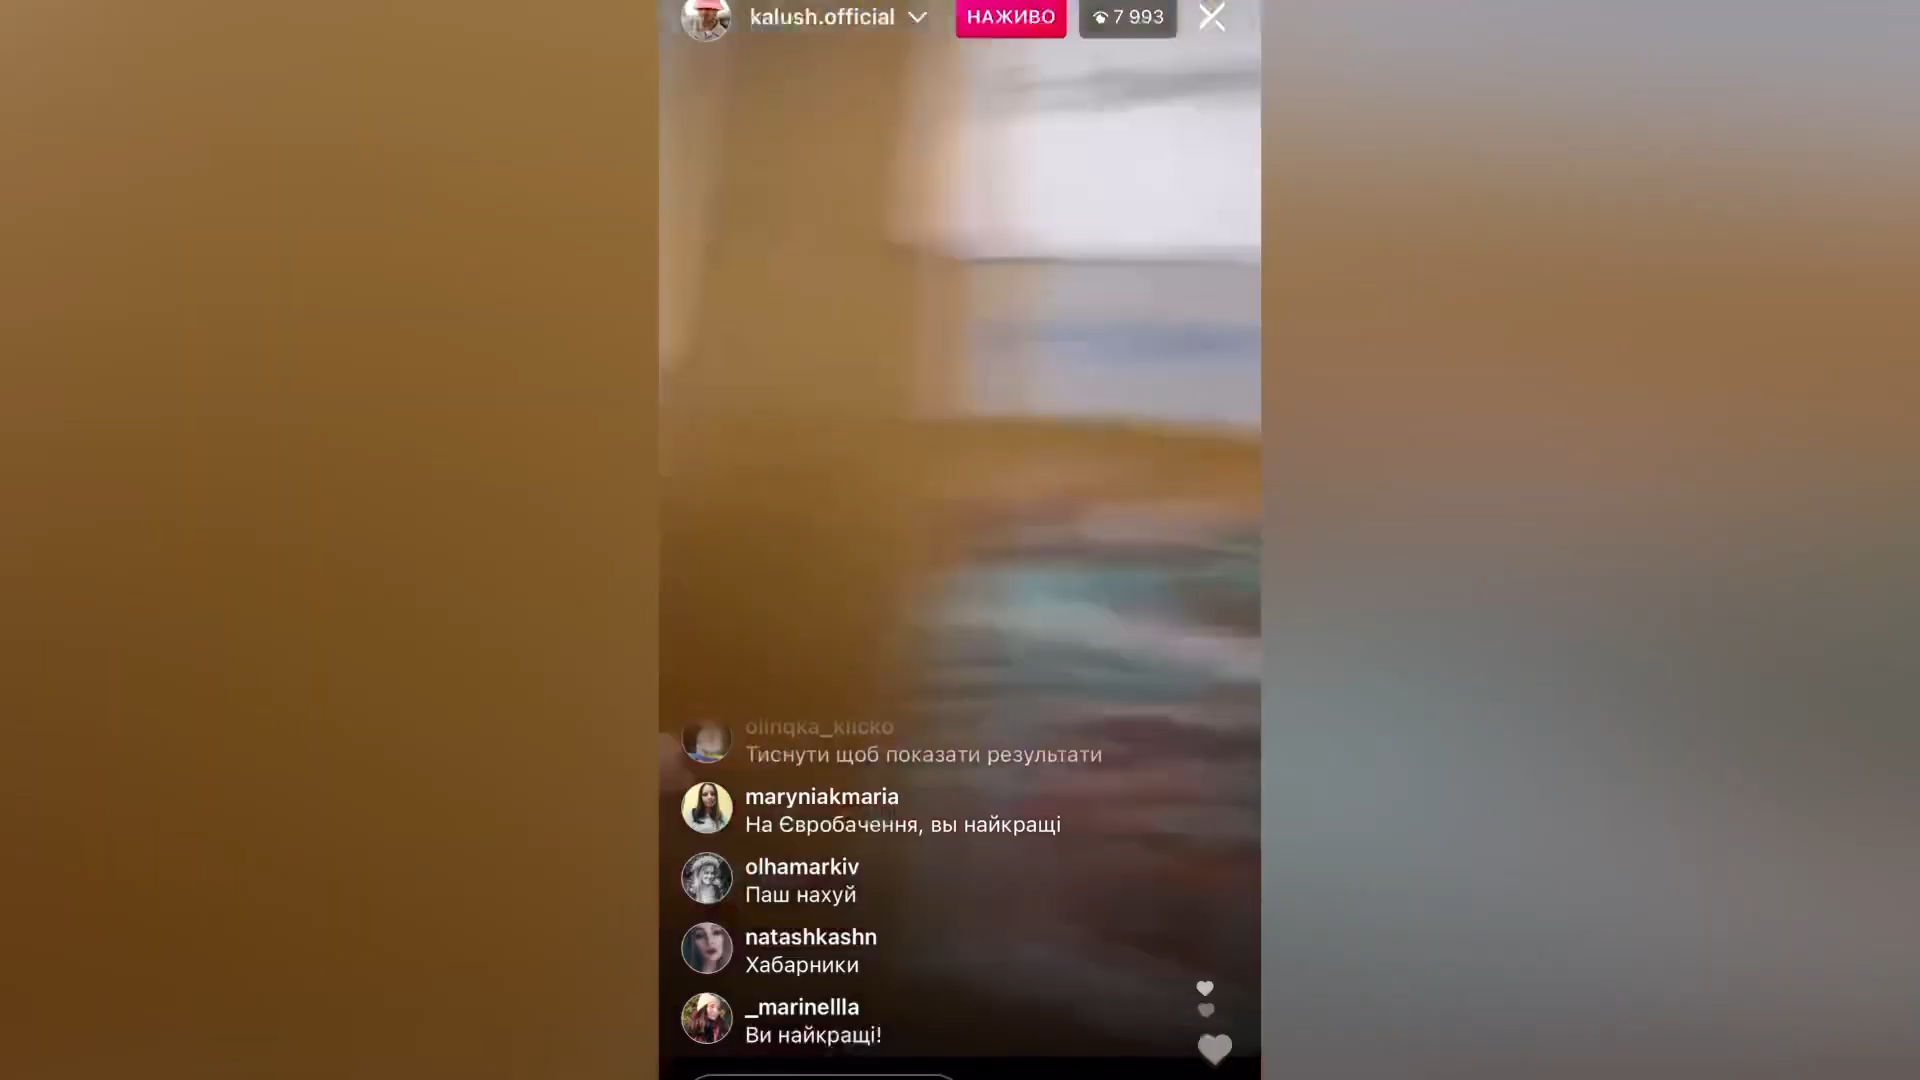 kalush.official
НАЖИВО
7 993
olinqka_klicko
Тиснути щоб показати результати
maryniakmaria
На Євробачення, вы найкращі
olhamarkiv
Паш нахуй
natashkashn
Хабарники
_marinellla
Ви найкращі!